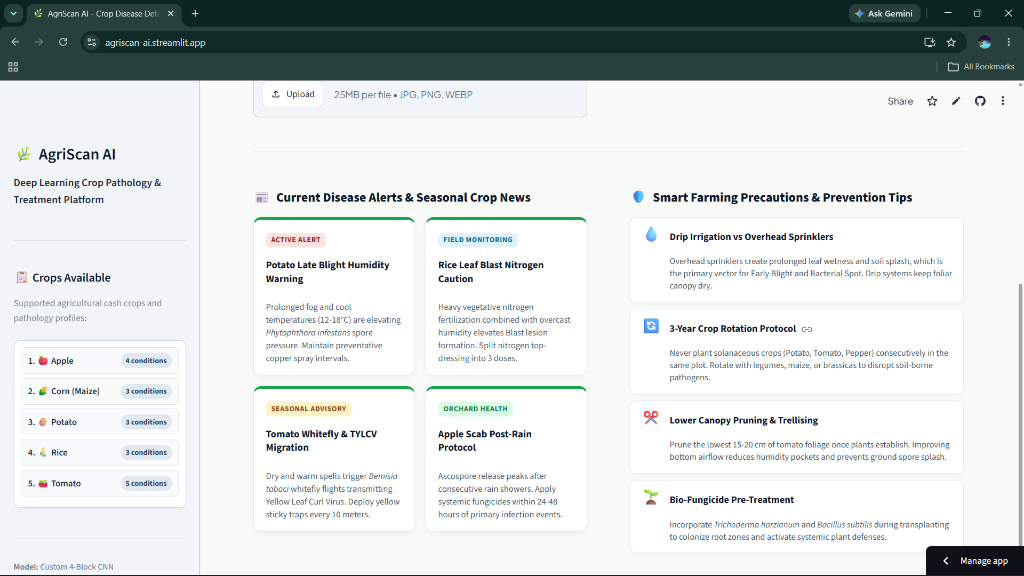 AgriScan AI - Crop Disease Det
Ask Gemini
agriscan-ai.streamlit.app
All Bookmarks
Upload
25MB per file • JPG, PNG, WEBP
Share
AgriScan AI
Deep Learning Crop Pathology &
Treatment Platform
Crops Available
Supported agricultural cash crops and
pathology profiles:
1. Apple 4 conditions
2. Corn (Maize) 3 conditions
3. Potato 3 conditions
4. Rice 3 conditions
5. Tomato 5 conditions
Model: Custom 4-Block CNN
Current Disease Alerts & Seasonal Crop News
ACTIVE ALERT
Potato Late Blight Humidity
Warning
Prolonged fog and cool
temperatures (12-18°C) are elevating
Phytophthora infestans spore
pressure. Maintain preventative
copper spray intervals.
FIELD MONITORING
Rice Leaf Blast Nitrogen
Caution
Heavy vegetative nitrogen
fertilization combined with overcast
humidity elevates Blast lesion
formation. Split nitrogen top-
dressing into 3 doses.
SEASONAL ADVISORY
Tomato Whitefly & TYLCV
Migration
Dry and warm spells trigger Bemisia
tabaci whitefly flights transmitting
Yellow Leaf Curl Virus. Deploy yellow
sticky traps every 10 meters.
ORCHARD HEALTH
Apple Scab Post-Rain
Protocol
Ascospore release peaks after
consecutive rain showers. Apply
systemic fungicides within 24-48
hours of primary infection events.
Smart Farming Precautions & Prevention Tips
Drip Irrigation vs Overhead Sprinklers
Overhead sprinklers create prolonged leaf wetness and soil splash, which is
the primary vector for Early Blight and Bacterial Spot. Drip systems keep foliar
canopy dry.
3-Year Crop Rotation Protocol
Never plant solanaceous crops (Potato, Tomato, Pepper) consecutively in the
same plot. Rotate with legumes, maize, or brassicas to disrupt soil-borne
pathogens.
Lower Canopy Pruning & Trellising
Prune the lowest 15-20 cm of tomato foliage once plants establish. Improving
bottom airflow reduces humidity pockets and prevents ground spore splash.
Bio-Fungicide Pre-Treatment
Incorporate Trichoderma harzianum and Bacillus subtilis during transplanting
to colonize root zones and activate systemic plant defenses.
Manage app